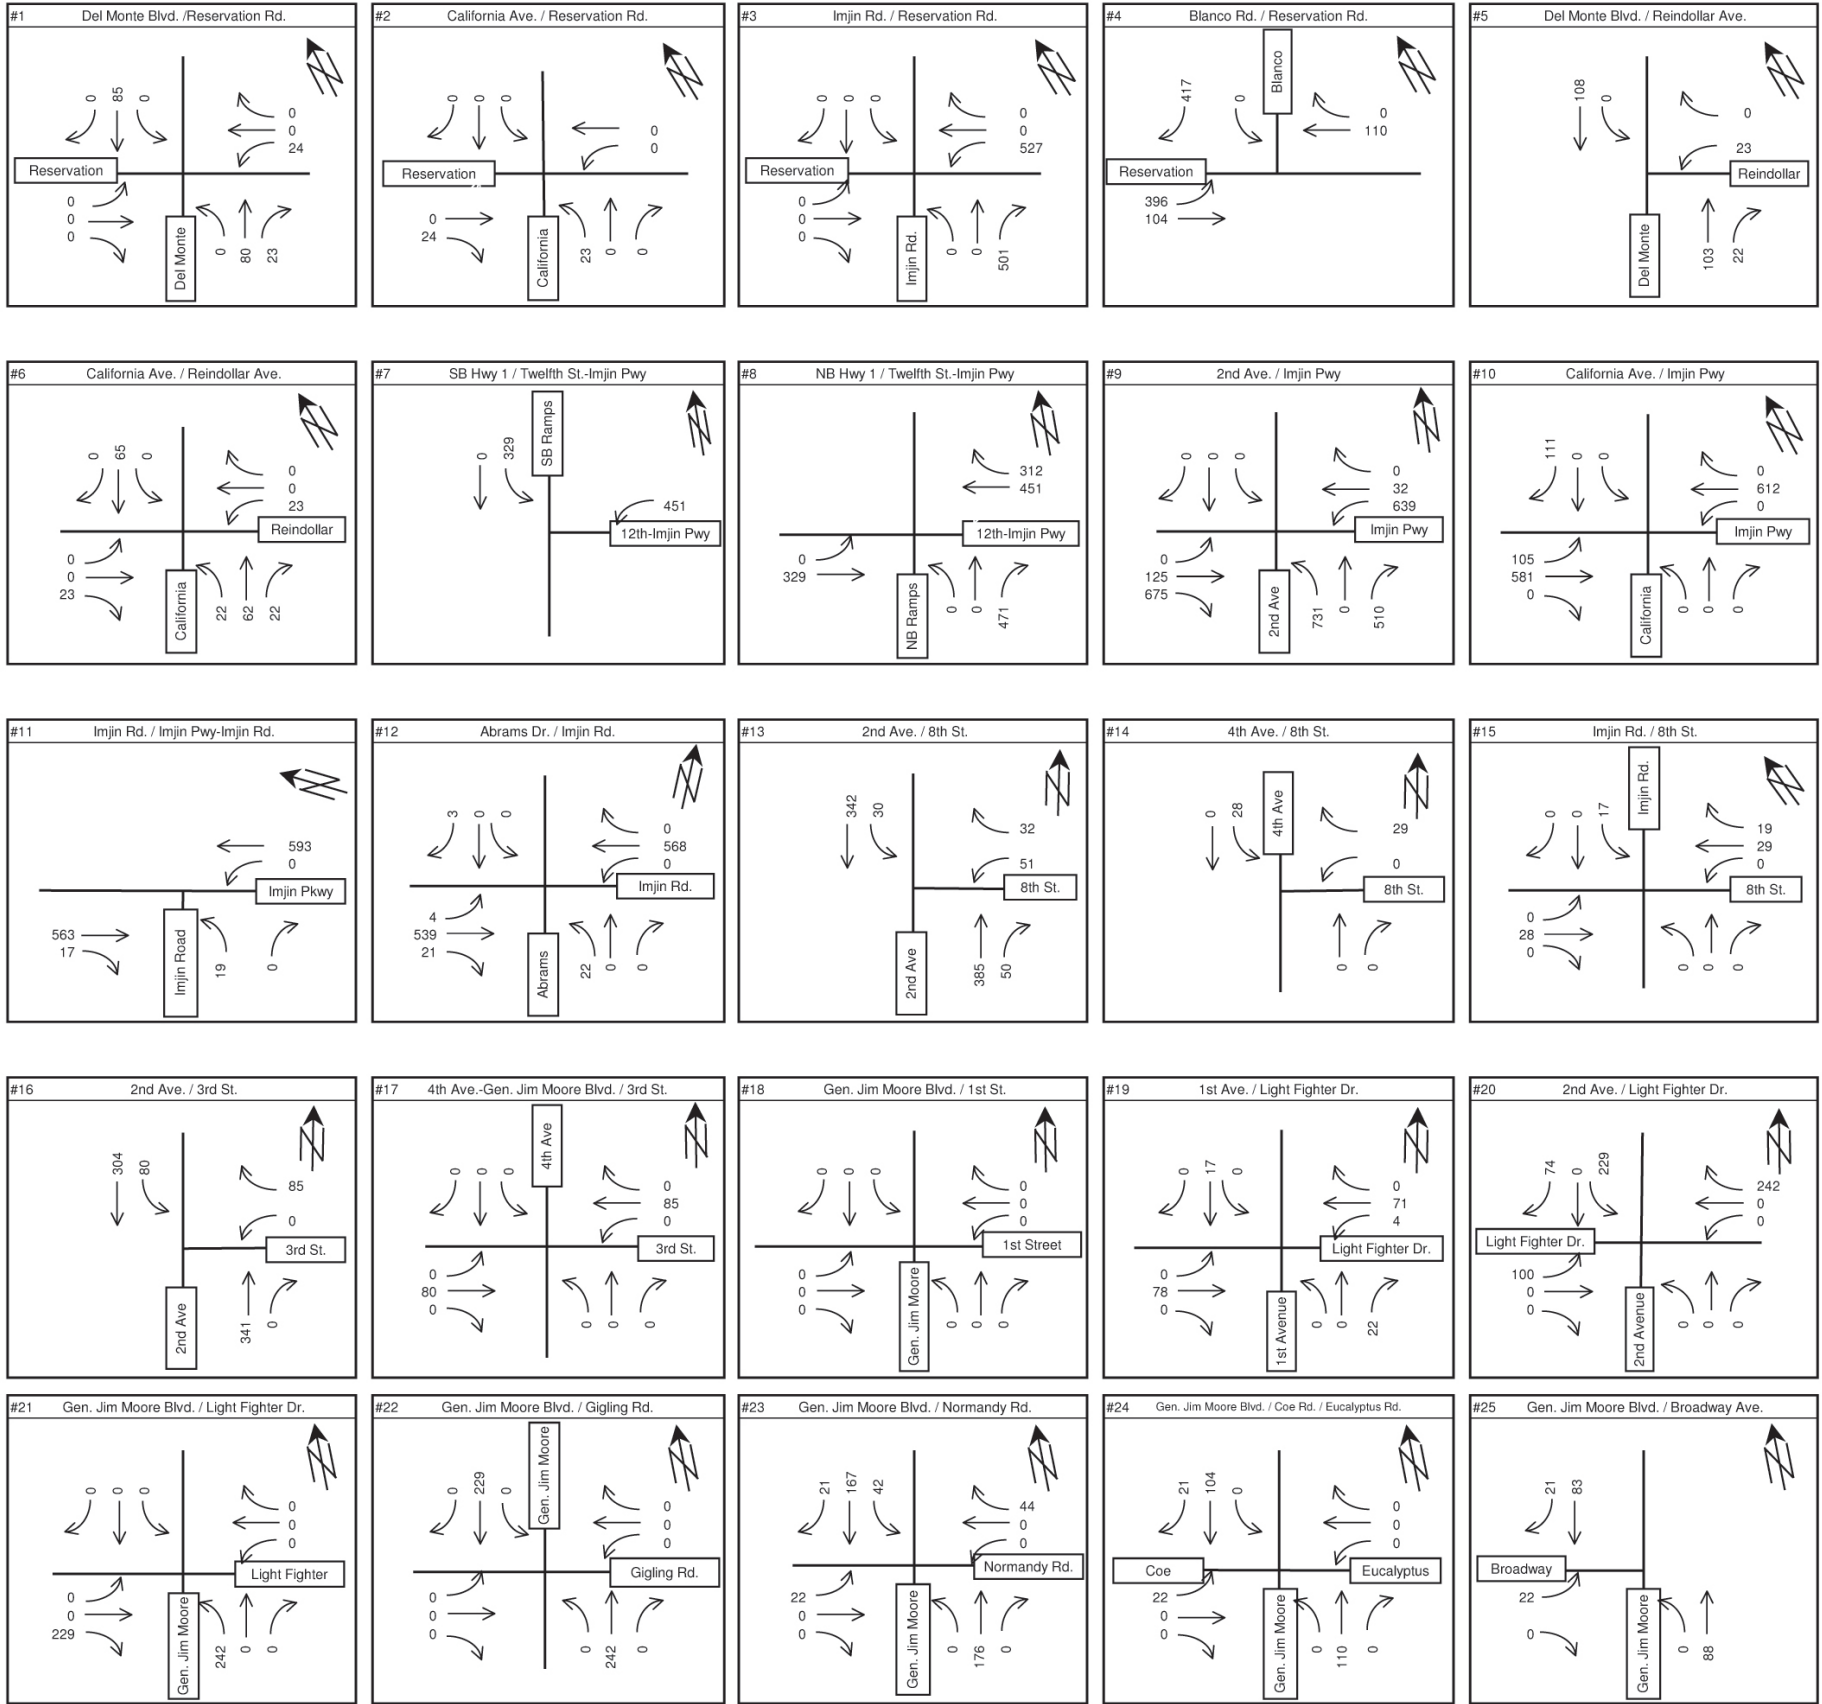 #1 Del Monte Blvd. /Reservation Rd.
0 85 0
0
0
24
Reservation
0
0
0
Del Monte
0 80 23
#2 California Ave. / Reservation Rd.
0 0 0
0
0
Reservation
0
24
California
23 0 0
#3 Imjin Rd. / Reservation Rd.
0 0 0
0
0
527
Reservation
0
0
0
Imjin Rd.
0 0 501
#4 Blanco Rd. / Reservation Rd.
417 0
Blanco
0
110
Reservation
396
104
#5 Del Monte Blvd. / Reindollar Ave.
108 0
0
23
Reindollar
Del Monte
103 22
#6 California Ave. / Reindollar Ave.
0 65 0
0
0
23
Reindollar
0
0
23
California
22 62 22
#7 SB Hwy 1 / Twelfth St.-Imjin Pwy
0 329
SB Ramps
451
12th-Imjin Pwy
#8 NB Hwy 1 / Twelfth St.-Imjin Pwy
312
451
12th-Imjin Pwy
0
329
NB Ramps
0 0 471
#9 2nd Ave. / Imjin Pwy
0 0 0
0
32
639
Imjin Pwy
0
125
675
2nd Ave
731 0 510
#10 California Ave. / Imjin Pwy
111 0 0
0
612
0
Imjin Pwy
105
581
0
California
0 0 0
#11 Imjin Rd. / Imjin Pwy-Imjin Rd.
593
0
Imjin Pkwy
563
17
Imjin Road
19 0
#12 Abrams Dr. / Imjin Rd.
3 0 0
0
568
0
Imjin Rd.
4
539
21
Abrams
22 0 0
#13 2nd Ave. / 8th St.
342 30
32
51
8th St.
2nd Ave
385 50
#14 4th Ave. / 8th St.
0 28
4th Ave
29
0
8th St.
0 0
#15 Imjin Rd. / 8th St.
0 0 17
Imjin Rd.
19
29
0
8th St.
0
28
0
0 0 0
#16 2nd Ave. / 3rd St.
304 80
85
0
3rd St.
2nd Ave
341 0
#17 4th Ave.-Gen. Jim Moore Blvd. / 3rd St.
0 0 0
4th Ave
0
85
0
3rd St.
0
80
0
0 0 0
#18 Gen. Jim Moore Blvd. / 1st St.
0 0 0
0
0
0
1st Street
0
0
0
Gen. Jim Moore
0 0 0
#19 1st Ave. / Light Fighter Dr.
0 17 0
0
71
4
Light Fighter Dr.
0
78
0
1st Avenue
0 0 22
#20 2nd Ave. / Light Fighter Dr.
74 0 229
242
0
0
Light Fighter Dr.
100
0
0
2nd Avenue
0 0 0
#21 Gen. Jim Moore Blvd. / Light Fighter Dr.
0 0 0
0
0
0
Light Fighter
0
0
229
Gen. Jim Moore
242 0 0
#22 Gen. Jim Moore Blvd. / Gigling Rd.
0 229 0
Gen. Jim Moore
0
0
0
Gigling Rd.
0
0
0
0 242 0
#23 Gen. Jim Moore Blvd. / Normandy Rd.
21 167 42
44
0
0
Normandy Rd.
22
0
0
Gen. Jim Moore
0 176 0
#24 Gen. Jim Moore Blvd. / Coe Rd. / Eucalyptus Rd.
21 104 0
0
0
0
Coe
Eucalyptus
22
0
0
Gen. Jim Moore
0 110 0
#25 Gen. Jim Moore Blvd. / Broadway Ave.
21 83
Broadway
22
0
Gen. Jim Moore
0 88